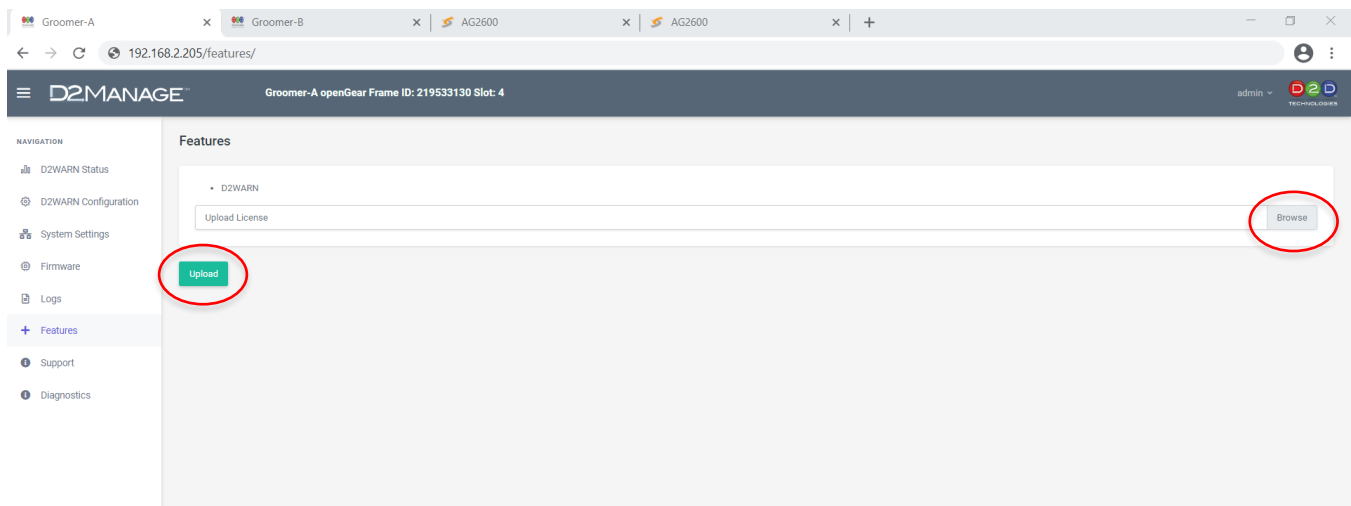 Groomer-A
Groomer-B
AG2600
AG2600
192.168.2.205/features/
D2MANAGE™
Groomer-A openGear Frame ID: 219533130 Slot: 4
admin
D2D
TECHNOLOGIES
NAVIGATION
D2WARN Status
D2WARN Configuration
System Settings
Firmware
Logs
Features
Support
Diagnostics
Features
• D2WARN
Upload License
Browse
Upload